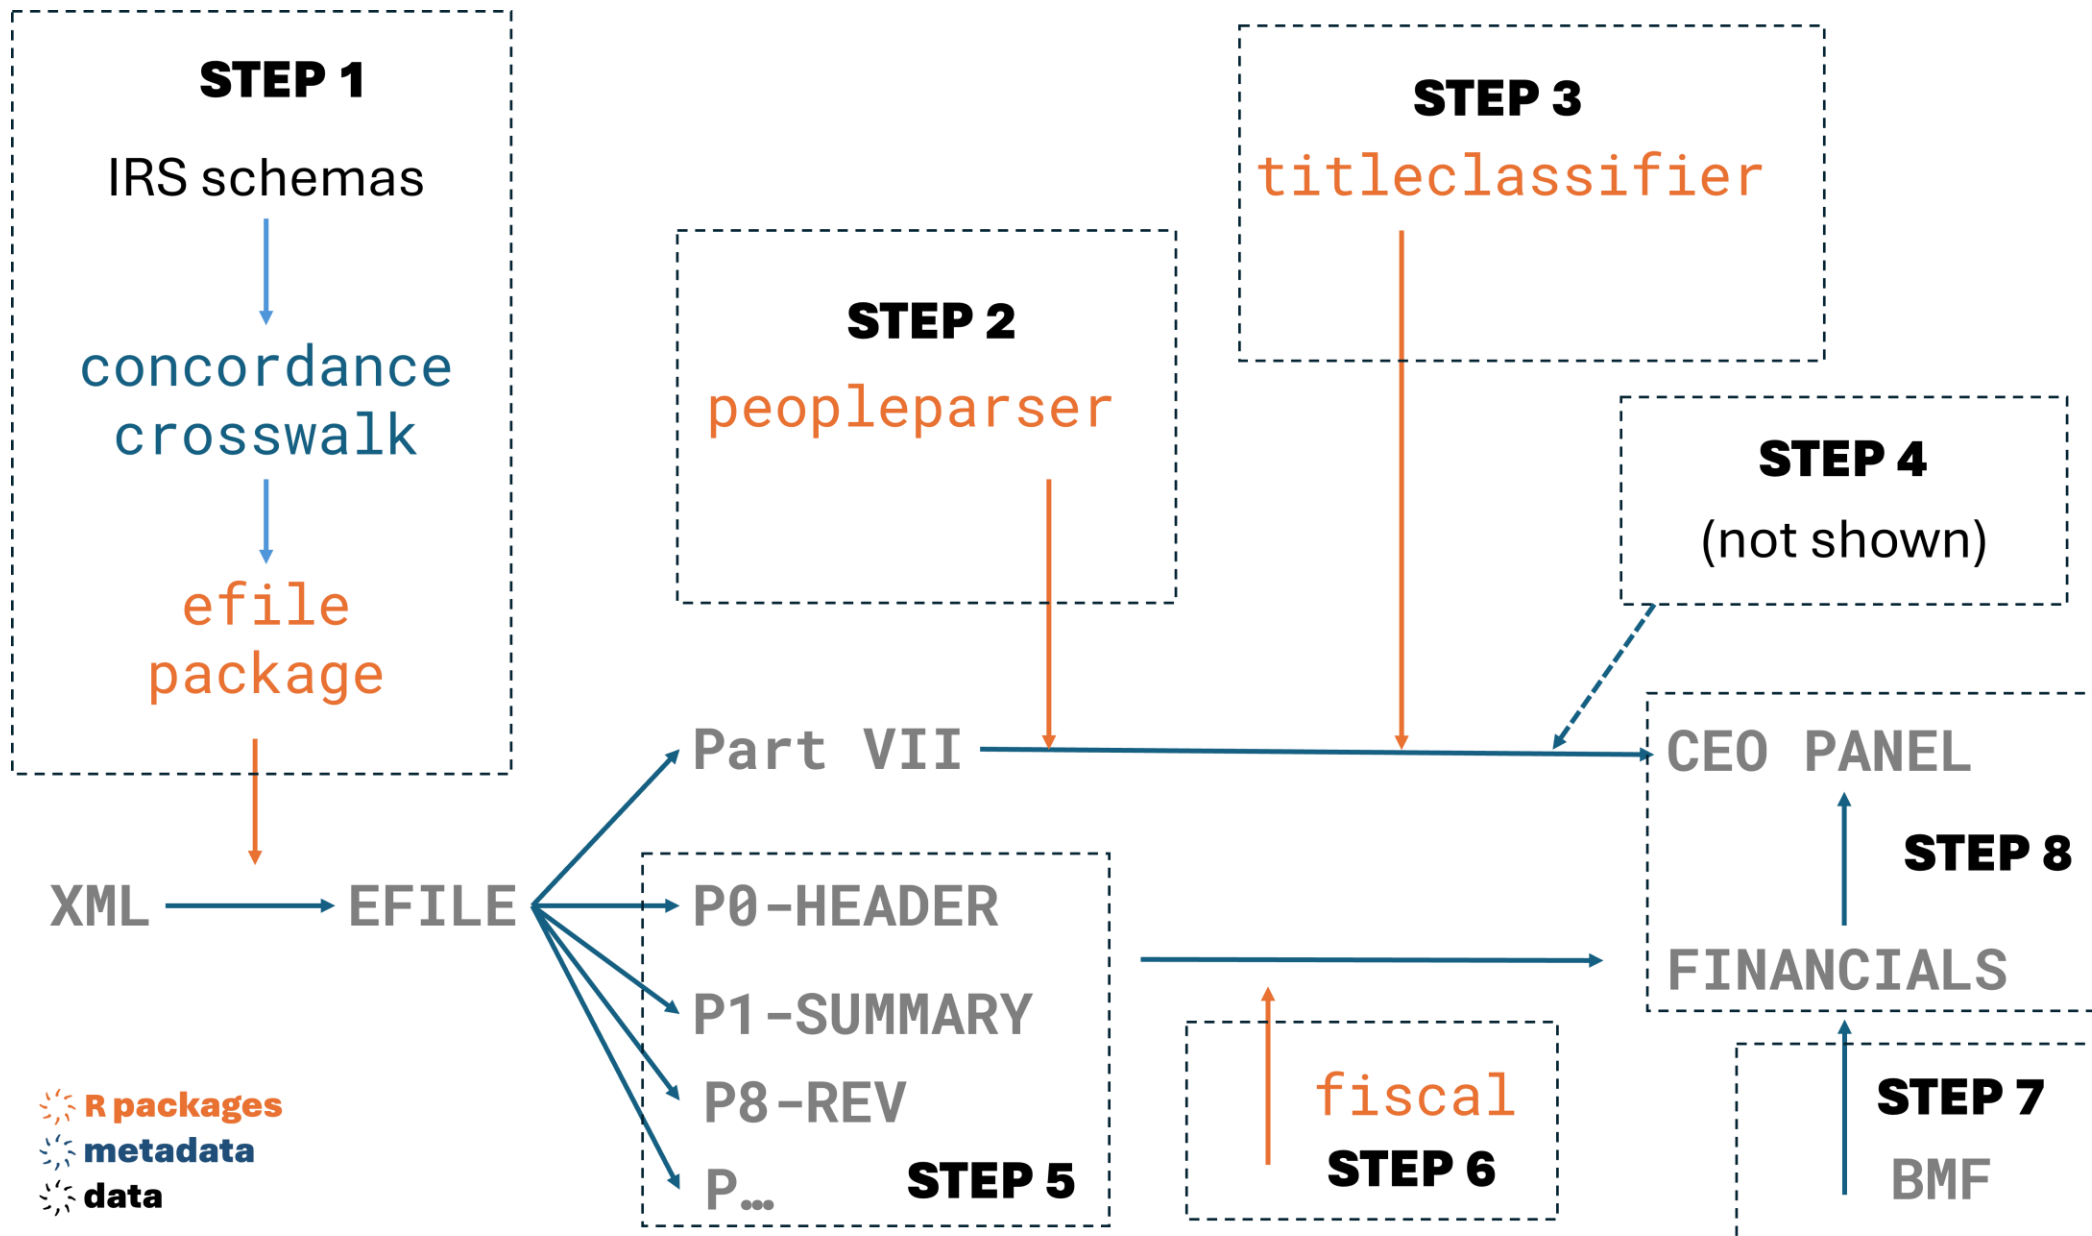 STEP 1
IRS schemas
concordance
crosswalk
efile
package
STEP 2
peopleparser
STEP 3
titleclassifier
STEP 4
(not shown)
Part VII
CEO PANEL
STEP 8
XML
EFILE
P0-HEADER
P1-SUMMARY
P8-REV
P...
STEP 5
FINANCIALS
fiscal
STEP 6
STEP 7
BMF
R packages
metadata
data